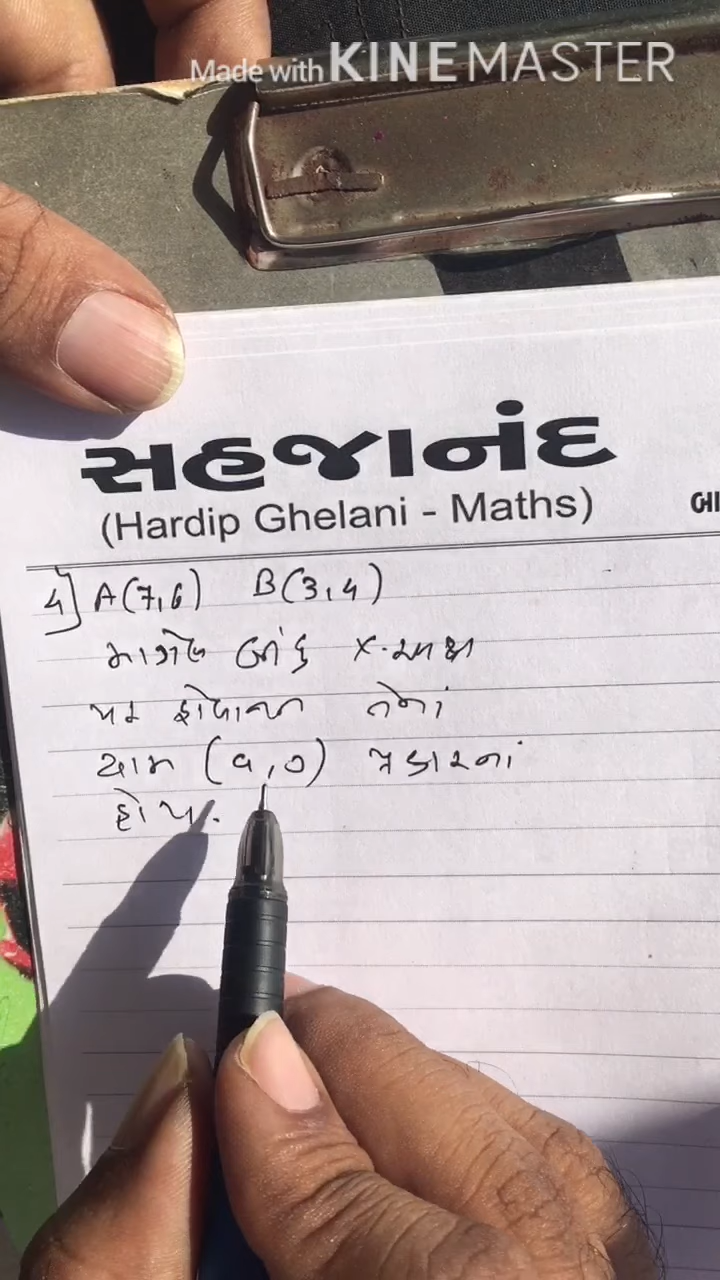 Made with KINEMASTER
સહજાનંદ
(Hardip Ghelani - Maths)
બા
4) A(7,6) B(3,4)
માગેલ બિંદુ x-અક્ષ
પર હોવાથી તેનાં
યામ (a,0) પ્રકારનાં
હોય.